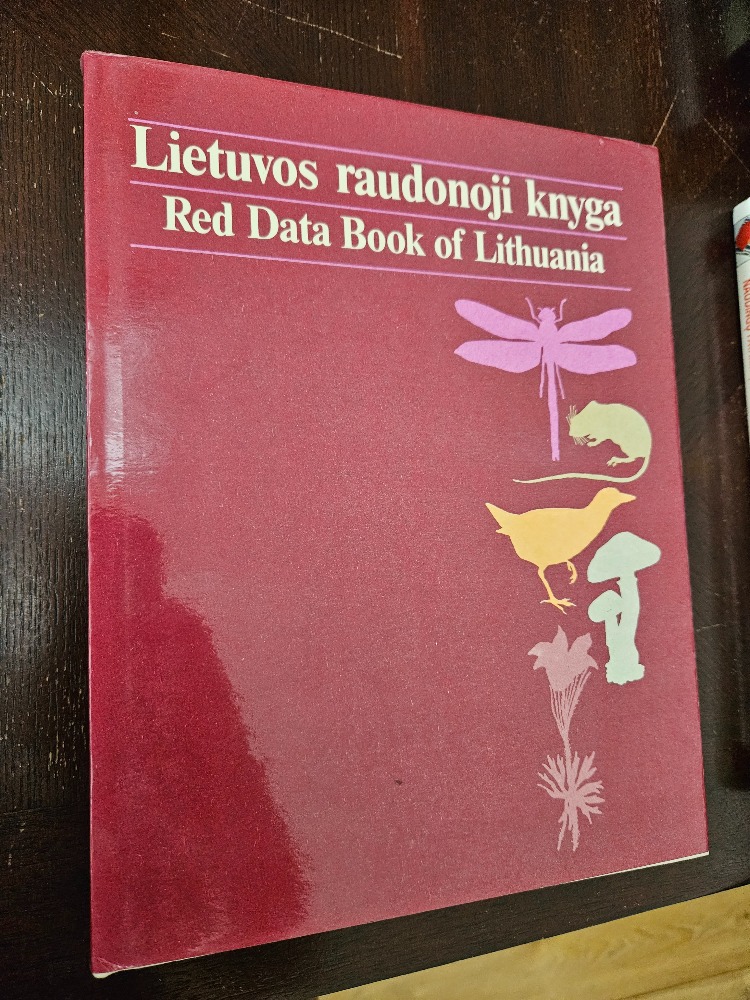 Lietuvos raudonoji knyga
Red Data Book of Lithuania